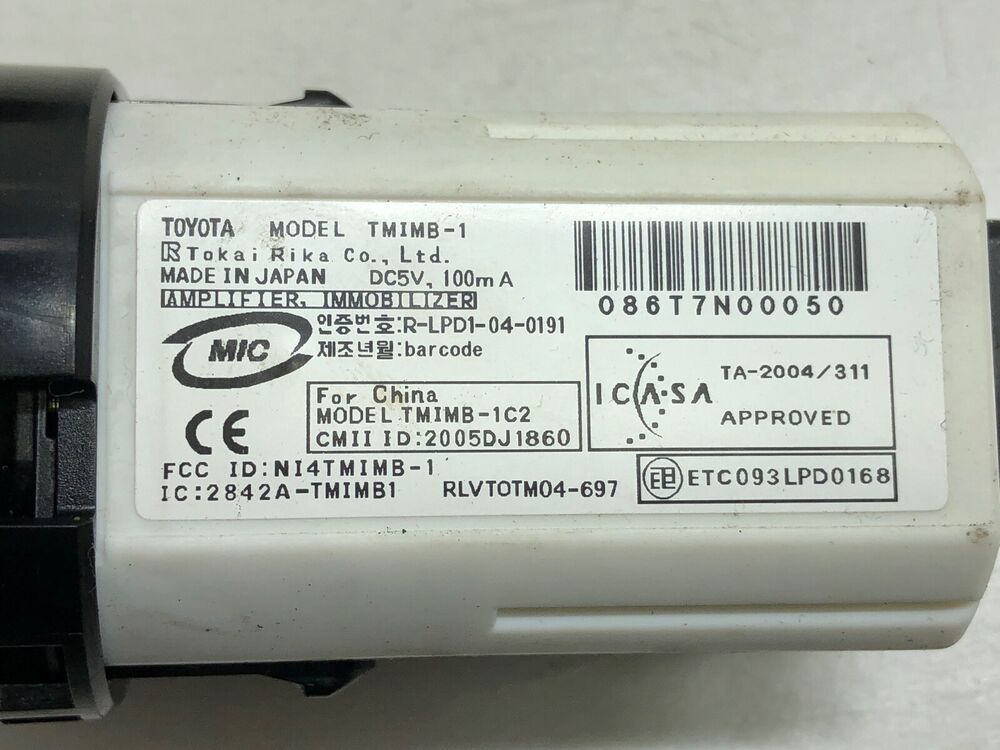 TOYOTA MODEL TMIMB-1
Tokai Rika Co., Ltd.
MADE IN JAPAN DC5V, 100mA
AMPLIFIER, IMMOBILIZER
MIC
인증번호:R-LPD1-04-0191
제조년월:barcode
CE
For China
MODEL TMIMB-1C2
CMII ID:2005DJ1860
FCC ID:NI4TMIMB-1
IC:2842A-TMIMB1 RLVTOTM04-697
086T7N00050
ICASA TA-2004/311
APPROVED
ETC093LPD0168